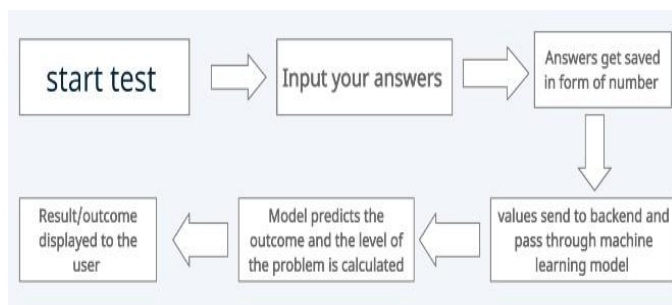 start test
Input your answers
Answers get saved
in form of number
values send to backend and
pass through machine
learning model
Model predicts the
outcome and the level of
the problem is calculated
Result/outcome
displayed to the
user